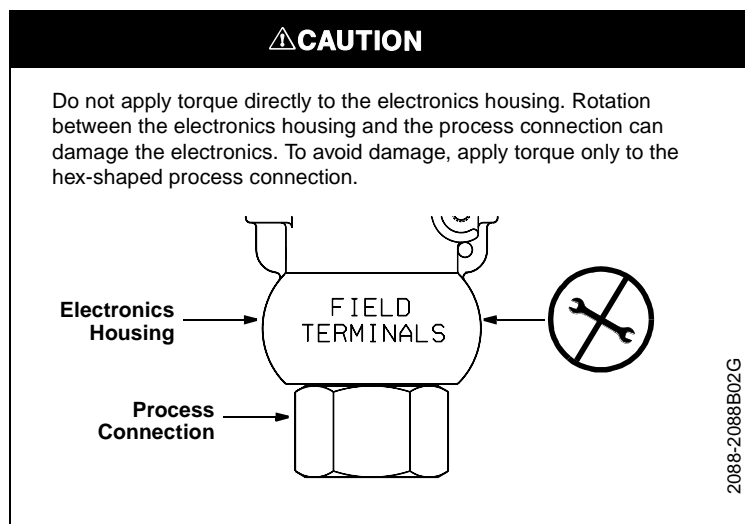 ⚠CAUTION
Do not apply torque directly to the electronics housing. Rotation
between the electronics housing and the process connection can
damage the electronics. To avoid damage, apply torque only to the
hex-shaped process connection.
Electronics
Housing
FIELD
TERMINALS
Process
Connection
2088-2088B02G